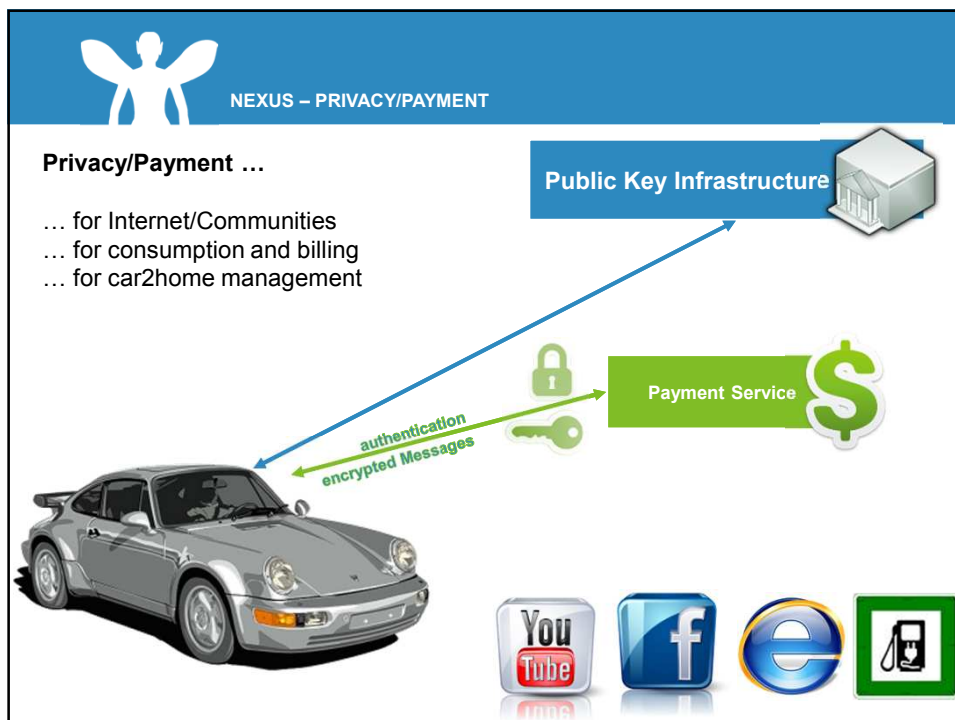 NEXUS – PRIVACY/PAYMENT
Privacy/Payment …
… for Internet/Communities
… for consumption and billing
… for car2home management
Public Key Infrastructure
Payment Service
authentication
encrypted Messages
You
Tube
f
e